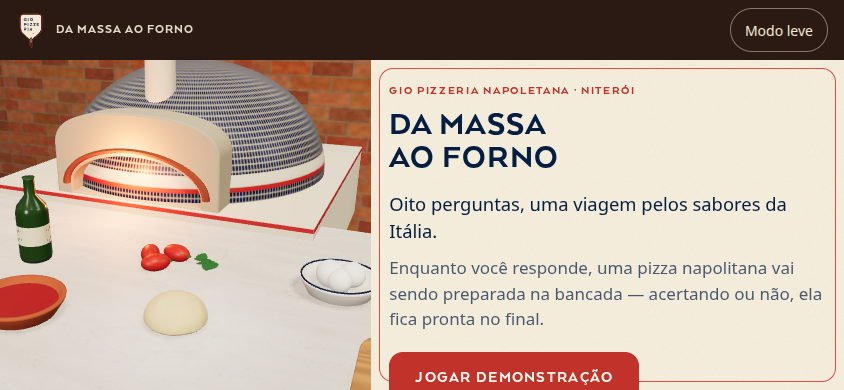 GIO
PIZZE
RIA
DA MASSA AO FORNO
Modo leve
GIO PIZZERIA NAPOLETANA · NITERÓI
DA MASSA
AO FORNO
Oito perguntas, uma viagem pelos sabores da
Itália.
Enquanto você responde, uma pizza napolitana vai
sendo preparada na bancada — acertando ou não, ela
fica pronta no final.
JOGAR DEMONSTRAÇÃO